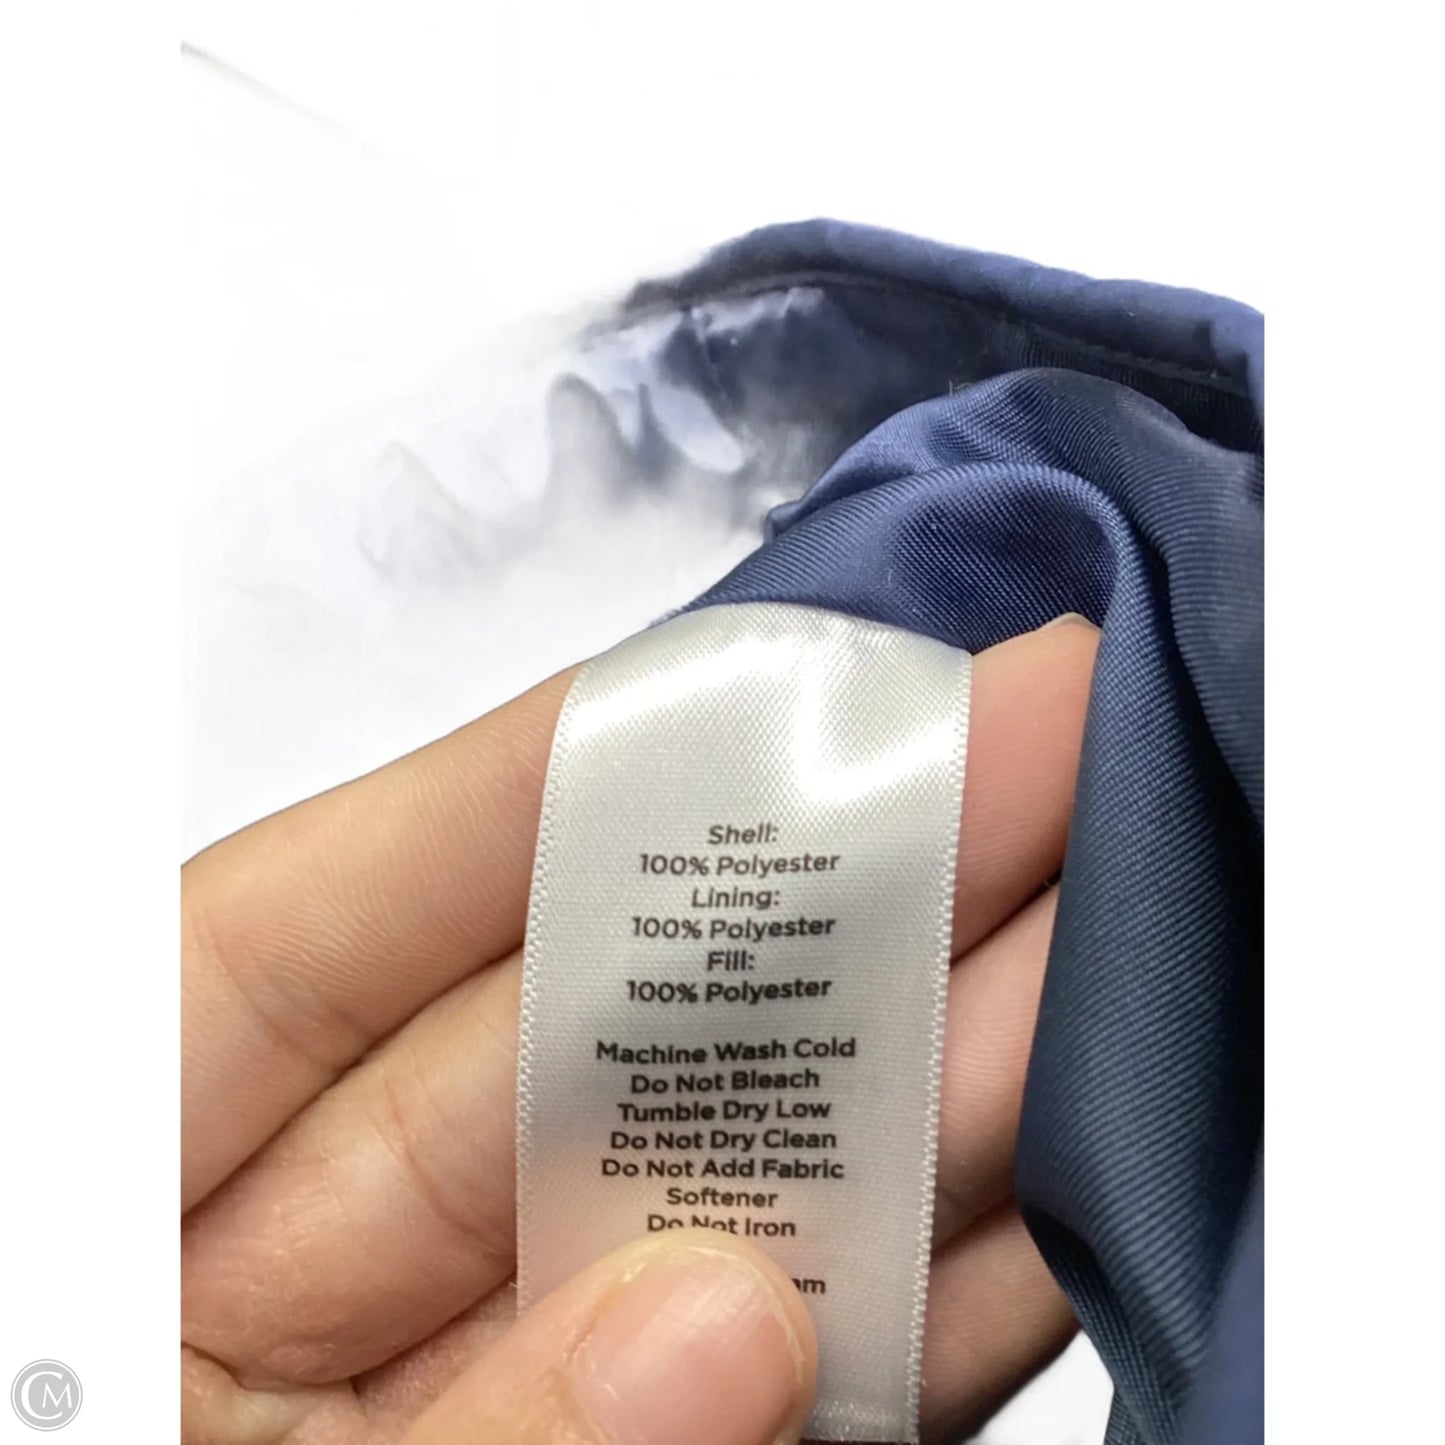 Shell:
100% Polyester
Lining:
100% Polyester
Fill:
100% Polyester
Machine Wash Cold
Do Not Bleach
Tumble Dry Low
Do Not Dry Clean
Do Not Add Fabric
Softener
Do Not Iron
CM